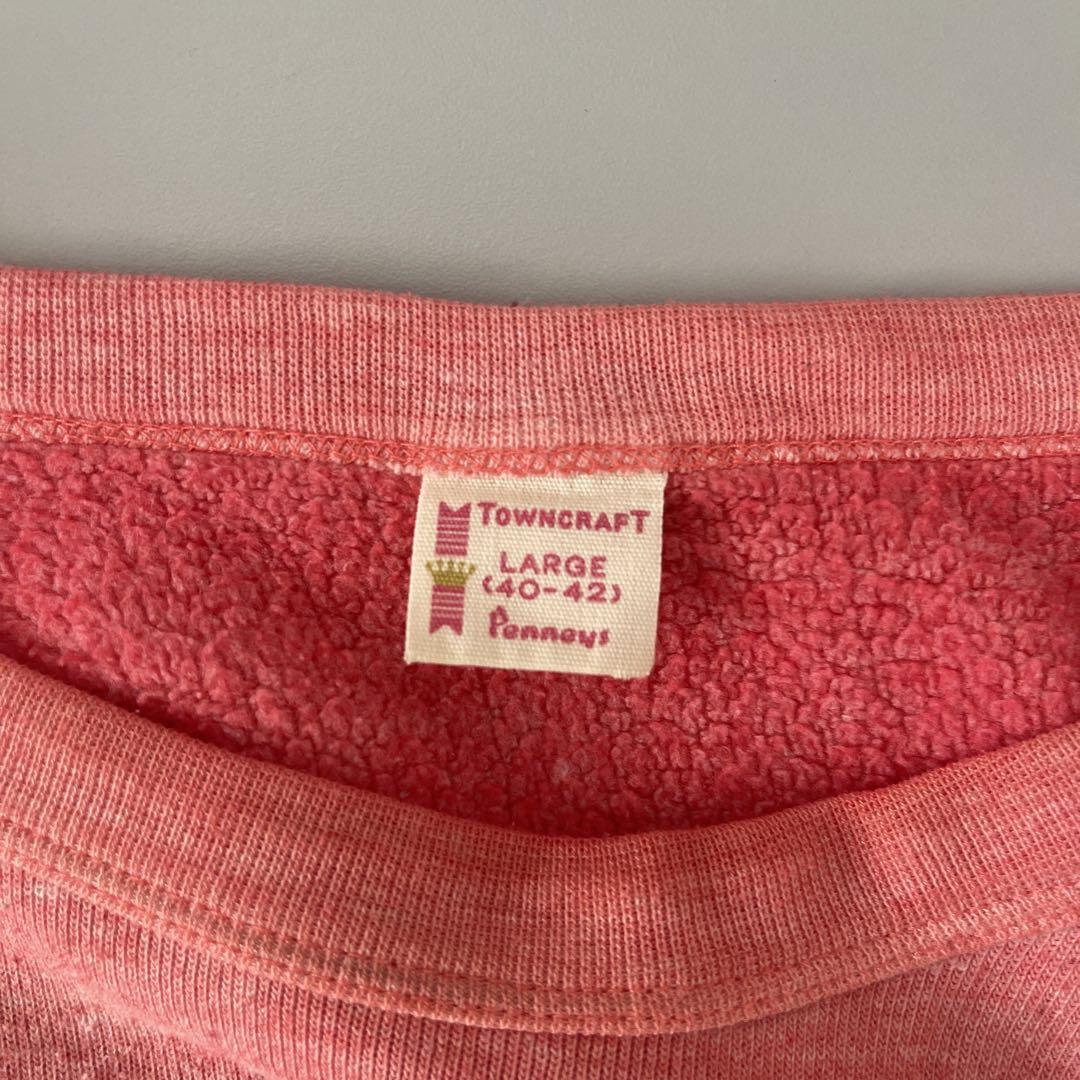 TOWNCRAFT
LARGE
(40-42)
Penneys